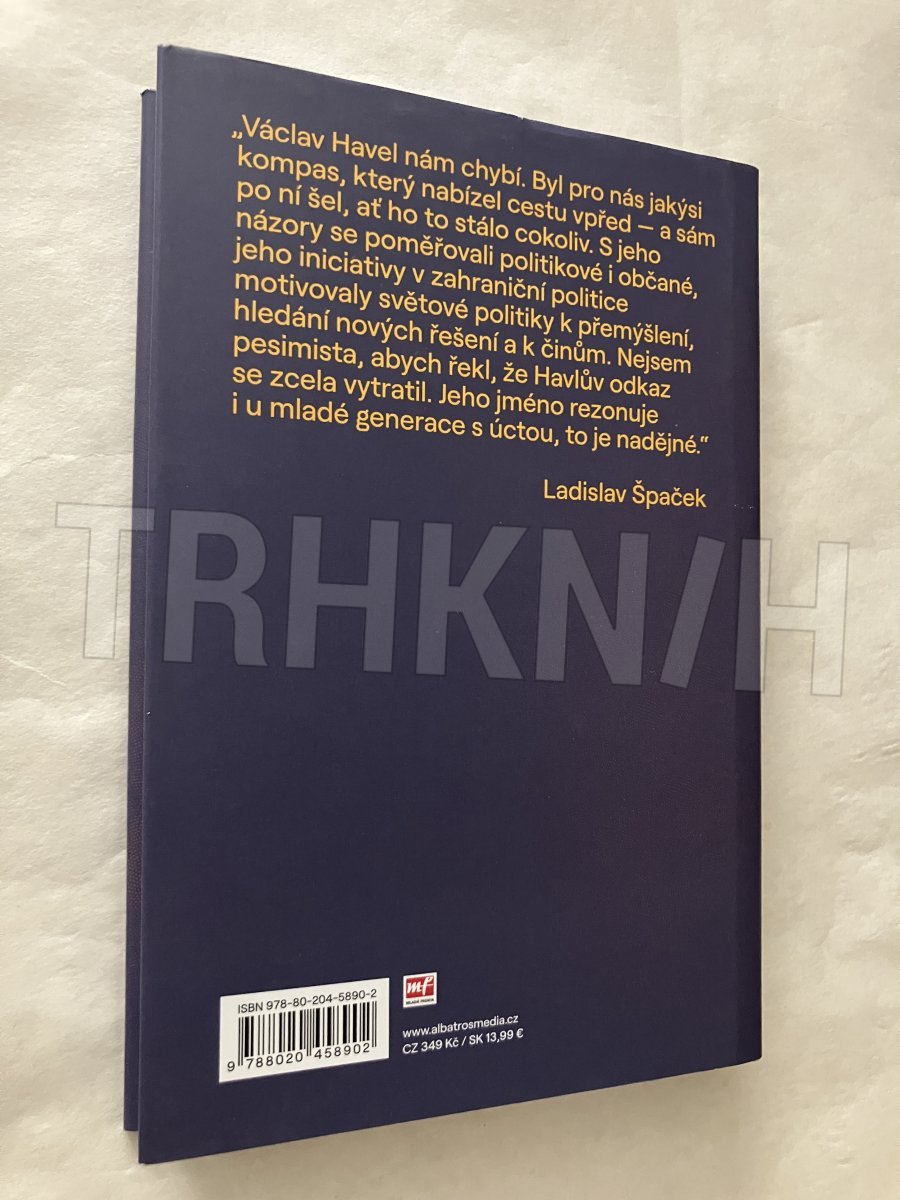 „Václav Havel nám chybí. Byl pro nás jakýsi
kompas, který nabízel cestu vpřed – a sám
po ní šel, ať ho to stálo cokoliv. S jeho
názory se poměřovali politikové i občané,
jeho iniciativy v zahraniční politice
motivovaly světové politiky k přemýšlení,
hledání nových řešení a k činům. Nejsem
pesimista, abych řekl, že Havlův odkaz
se zcela vytratil. Jeho jméno rezonuje
i u mladé generace s úctou, to je nadějné.“
Ladislav Špaček
TRHKN/H
ISBN 978-80-204-5890-2
9 788020 458902
mf
MLADÁ FRONTA
www.albatrosmedia.cz
CZ 349 Kč / SK 13,99 €